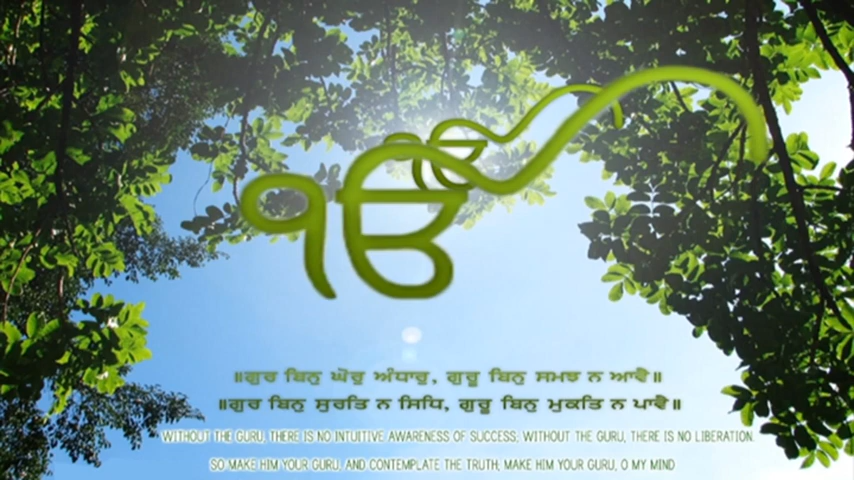 ੴ
॥ਗੁਰ ਬਿਨੁ ਘੋਰੁ ਅੰਧਾਰੁ, ਗੁਰੂ ਬਿਨੁ ਸਮਝ ਨ ਆਵੈ॥
॥ਗੁਰ ਬਿਨੁ ਸੁਰਤਿ ਨ ਸਿਧਿ, ਗੁਰੂ ਬਿਨੁ ਮੁਕਤਿ ਨ ਪਾਵੈ॥
WITHOUT THE GURU, THERE IS NO INTUITIVE AWARENESS OF SUCCESS; WITHOUT THE GURU, THERE IS NO LIBERATION.
SO MAKE HIM YOUR GURU, AND CONTEMPLATE THE TRUTH; MAKE HIM YOUR GURU, O MY MIND